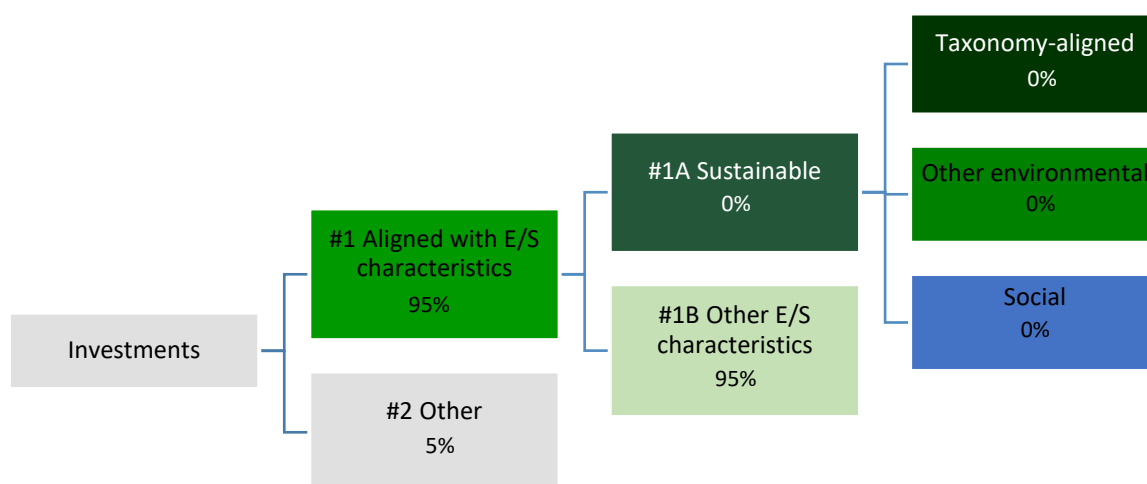 Investments
#1 Aligned with E/S
characteristics
95%
#2 Other
5%
#1A Sustainable
0%
#1B Other E/S
characteristics
95%
Taxonomy-aligned
0%
Other environmental
0%
Social
0%